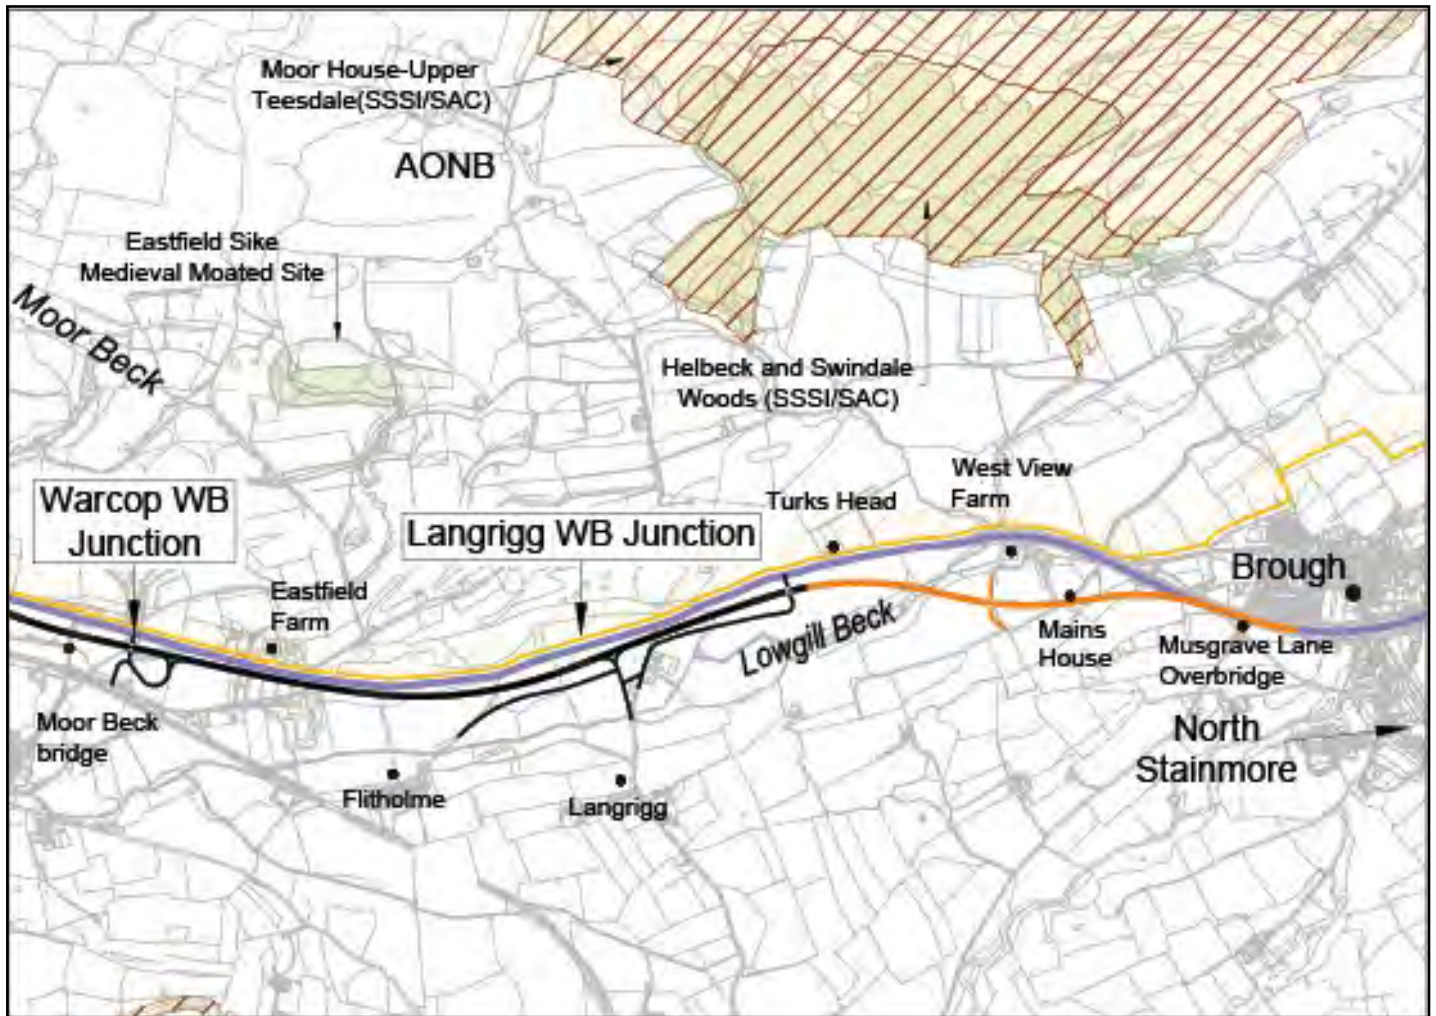 Moor House-Upper
Teesdale(SSSI/SAC)
AONB
Eastfield Sike
Medieval Moated Site
Moor Beck
Helbeck and Swindale
Woods (SSSI/SAC)
West View
Farm
Turks Head
Warcop WB
Junction
Langrigg WB Junction
Eastfield
Farm
Brough
Lowgill Beck
Mains
House
Musgrave Lane
Overbridge
Moor Beck
bridge
North
Stainmore
Flitholme
Langrigg